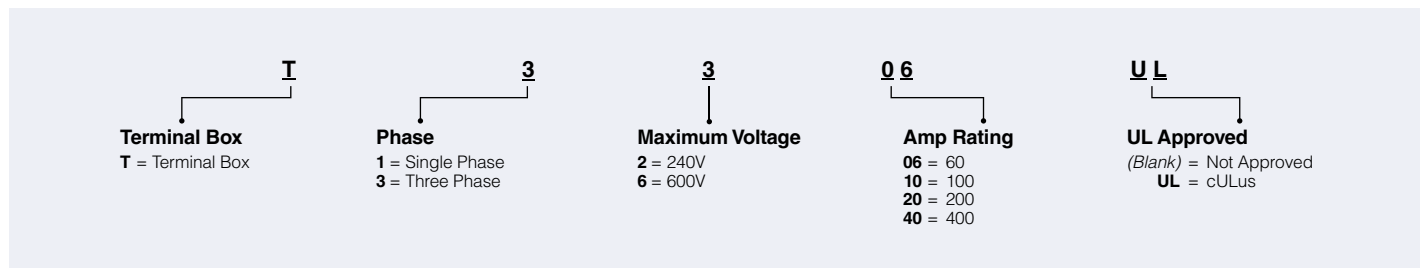 T 3 3 0 6 U L
Terminal Box
T = Terminal Box
Phase
1 = Single Phase
3 = Three Phase
Maximum Voltage
2 = 240V
6 = 600V
Amp Rating
06 = 60
10 = 100
20 = 200
40 = 400
UL Approved
(Blank) = Not Approved
UL = cULus